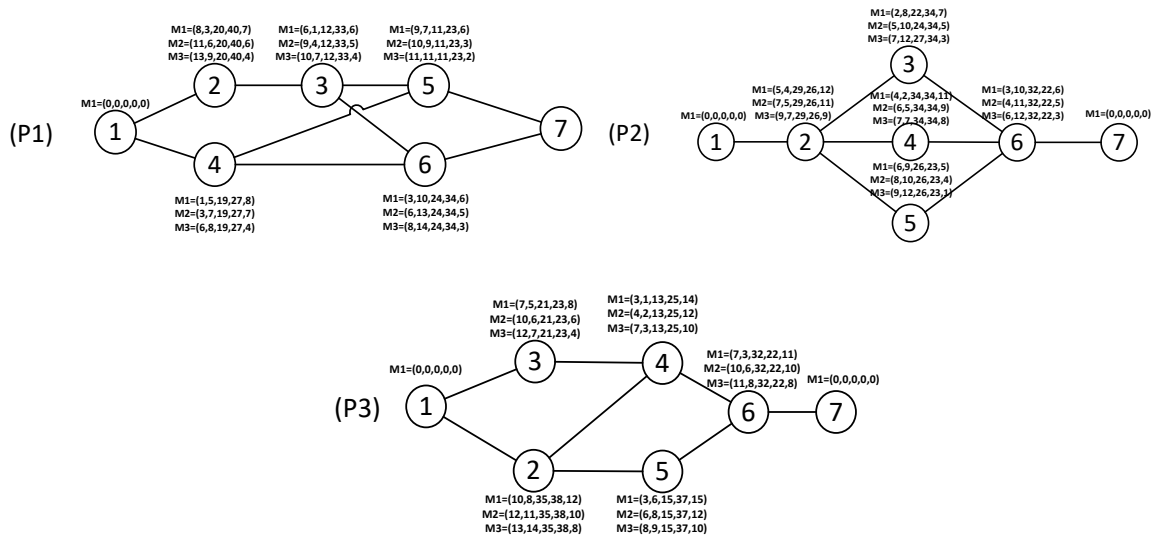 M1=(8,3,20,40,7)
M2=(11,6,20,40,6)
M3=(13,9,20,40,4)
M1=(6,1,12,33,6)
M2=(9,4,12,33,5)
M3=(10,7,12,33,4)
M1=(9,7,11,23,6)
M2=(10,9,11,23,3)
M3=(11,11,11,23,2)
2
3
5
M1=(0,0,0,0,0)
(P1)
1
7
4
6
M1=(1,5,19,27,8)
M2=(3,7,19,27,7)
M3=(6,8,19,27,4)
M1=(3,10,24,34,6)
M2=(6,13,24,34,5)
M3=(8,14,24,34,3)
M1=(2,8,22,34,7)
M2=(5,10,24,34,5)
M3=(7,12,27,34,3)
3
M1=(5,4,29,26,12)
M2=(7,5,29,26,11)
M3=(9,7,29,26,9)
M1=(4,2,34,34,11)
M2=(6,5,34,34,9)
M3=(7,7,34,34,8)
M1=(3,10,32,22,6)
M2=(4,11,32,22,5)
M3=(6,12,32,22,3)
M1=(0,0,0,0,0)
M1=(0,0,0,0,0)
(P2)
1
2
4
6
7
M1=(6,9,26,23,5)
M2=(8,10,26,23,4)
M3=(9,12,26,23,1)
5
M1=(7,5,21,23,8)
M2=(10,6,21,23,6)
M3=(12,7,21,23,4)
M1=(3,1,13,25,14)
M2=(4,2,13,25,12)
M3=(7,3,13,25,10)
3
4
M1=(0,0,0,0,0)
M1=(7,3,32,22,11)
M2=(10,6,32,22,10)
M3=(11,8,32,22,8)
M1=(0,0,0,0,0)
(P3)
1
6
7
2
5
M1=(10,8,35,38,12)
M2=(12,11,35,38,10)
M3=(13,14,35,38,8)
M1=(3,6,15,37,15)
M2=(6,8,15,37,12)
M3=(8,9,15,37,10)